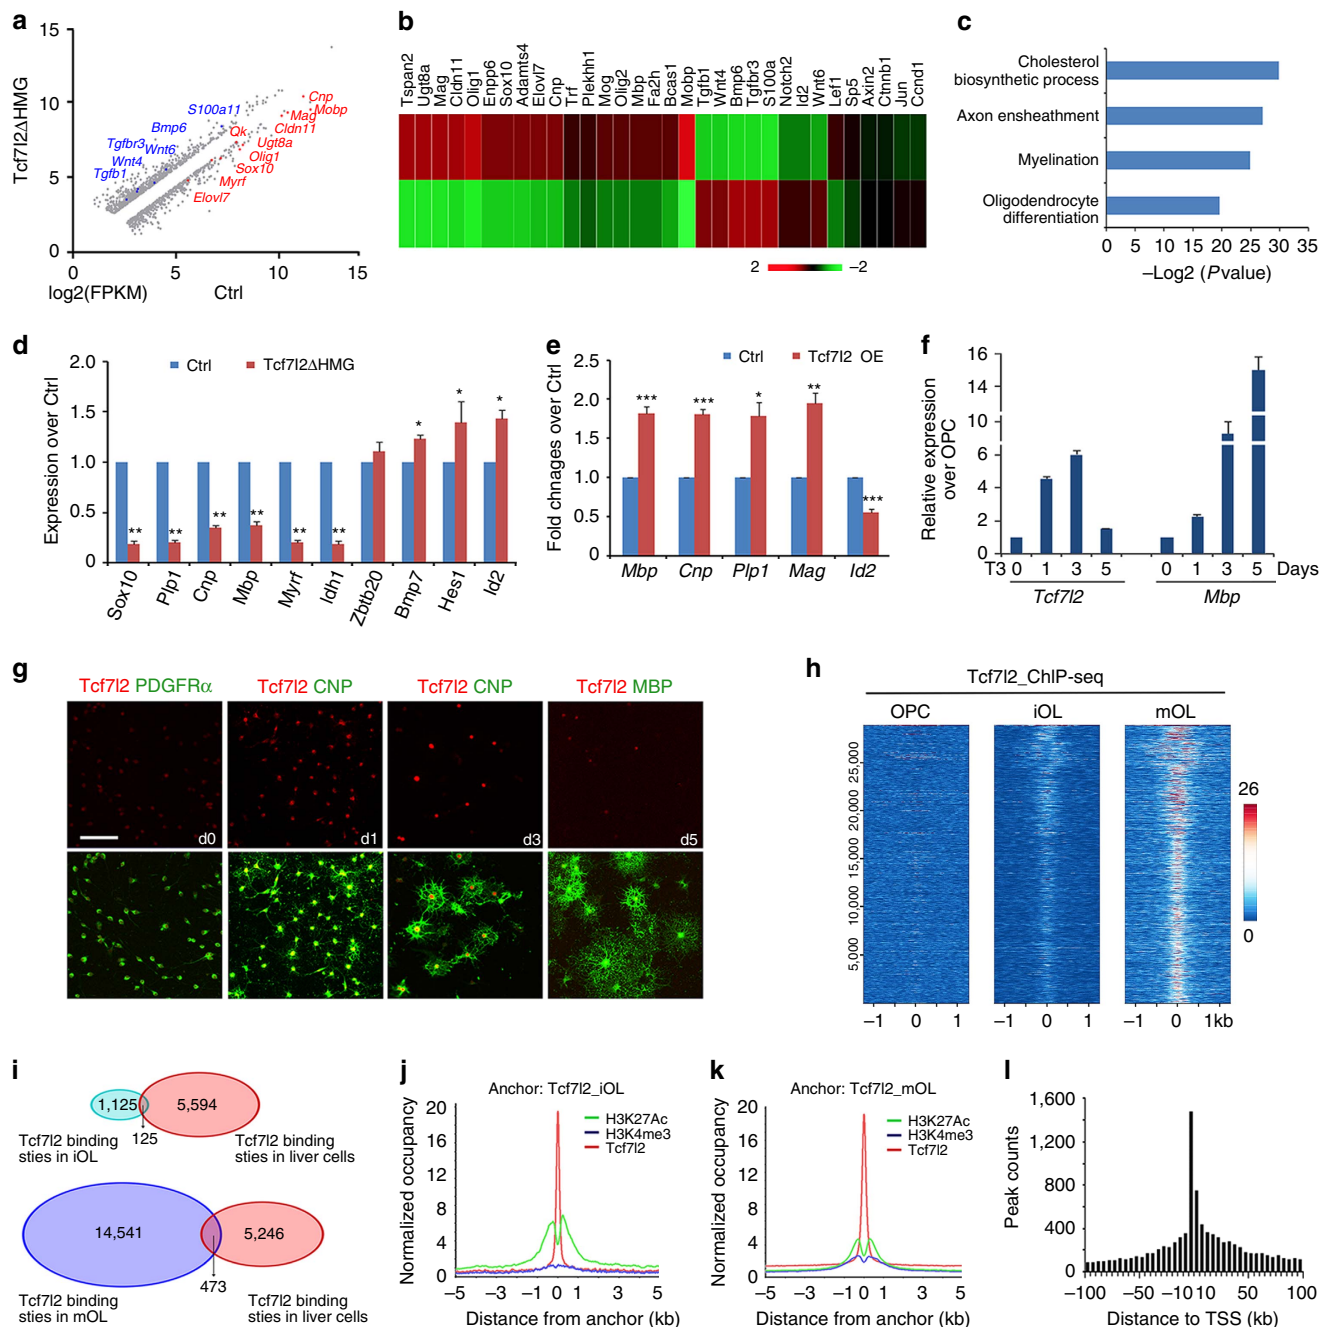 a
15
10
5
0
Tcf7l2ΔHMG
S100a11
Bmp6
Tgfbr3
Wnt6
Wnt4
Tgfb1
Cnp
Mobp
Mag
Cldn11
Qk
Ugt8a
Olig1
Sox10
Myrf
Elovl7
0 5 10 15
log2(FPKM) Ctrl
b
Tspan2
Ugt8a
Mag
Cldn11
Olig1
Enpp6
Sox10
Adamts4
Elovl7
Cnp
Trf
Plekhh1
Mog
Olig2
Mbp
Fa2h
Bcas1
Mobp
Tgfb1
Wnt4
Bmp6
Tgfbr3
S100a
Notch2
Id2
Wnt6
Lef1
Sp5
Axin2
Ctnnb1
Jun
Ccnd1
2 –2
c
Cholesterol
biosynthetic process
Axon ensheathment
Myelination
Oligodendrocyte
differentiation
0 5 10 15 20 25 30 35
–Log2 (Pvalue)
d
Ctrl Tcf7l2ΔHMG
Expression over Ctrl
2.0
1.5
1.0
0.5
0
** ** ** ** ** ** * * *
Sox10 Plp1 Cnp Mbp Myrf Idh1 Zbtb20 Bmp7 Hes1 Id2
e
Ctrl Tcf7l2 OE
Fold chnages over Ctrl
2.5
2.0
1.5
1.0
0.5
0
*** *** * ** ***
Mbp Cnp Plp1 Mag Id2
f
Relative expression
over OPC
16
14
10
6
4
2
0
T3 0 1 3 5 0 1 3 5 Days
Tcf7l2 Mbp
g
Tcf7l2 PDGFRα
Tcf7l2 CNP
Tcf7l2 CNP
Tcf7l2 MBP
d0
d1
d3
d5
h
Tcf7l2_ChIP-seq
OPC iOL mOL
25,000
20,000
15,000
10,000
5,000
–1 0 1
–1 0 1
–1 0 1kb
26
0
i
1,125
5,594
125
Tcf7l2 binding
sties in iOL
Tcf7l2 binding
sties in liver cells
14,541
5,246
473
Tcf7l2 binding
sties in mOL
Tcf7l2 binding
sties in liver cells
j
Anchor: Tcf7l2_iOL
Normalized occupancy
20
16
12
8
4
0
H3K27Ac
H3K4me3
Tcf7l2
–5 –3 –1 0 1 3 5
Distance from anchor (kb)
k
Anchor: Tcf7l2_mOL
Normalized occupancy
20
16
12
8
4
0
H3K27Ac
H3K4me3
Tcf7l2
–5 –3 –1 0 1 3 5
Distance from anchor (kb)
l
Peak counts
1,600
1,200
800
400
0
–100 –50 –10 10 50 100
Distance to TSS (kb)